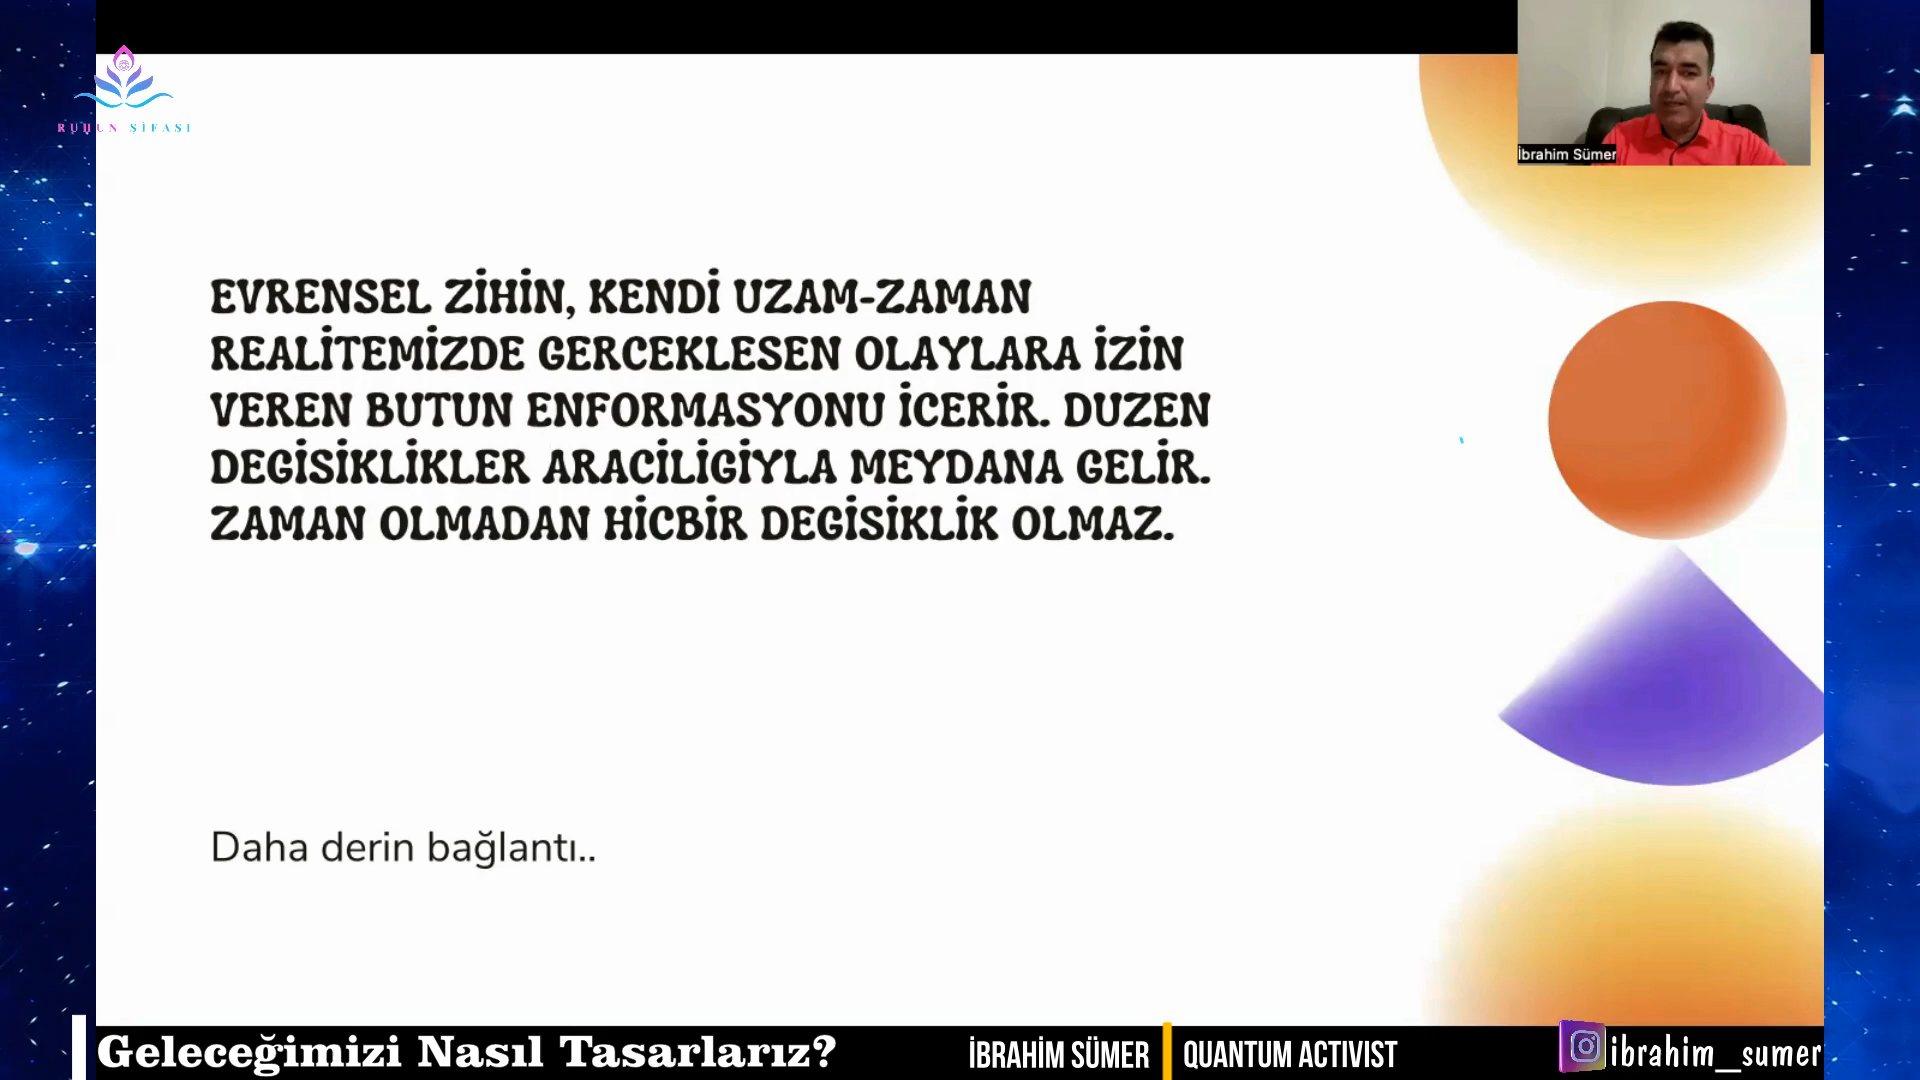 RUHUN ŞİFASI
İbrahim Sümer
EVRENSEL ZİHİN, KENDİ UZAM-ZAMAN
REALİTEMİZDE GERCEKLESEN OLAYLARA İZİN
VEREN BUTUN ENFORMASYONU İCERİR. DUZEN
DEGİSİKLİKLER ARACİLİGİYLA MEYDANA GELİR.
ZAMAN OLMADAN HİCBİR DEGİSİKLİK OLMAZ.
Daha derin bağlantı..
Geleceğimizi Nasıl Tasarlarız?
İBRAHİM SÜMER
QUANTUM ACTIVIST
ibrahim_sumer